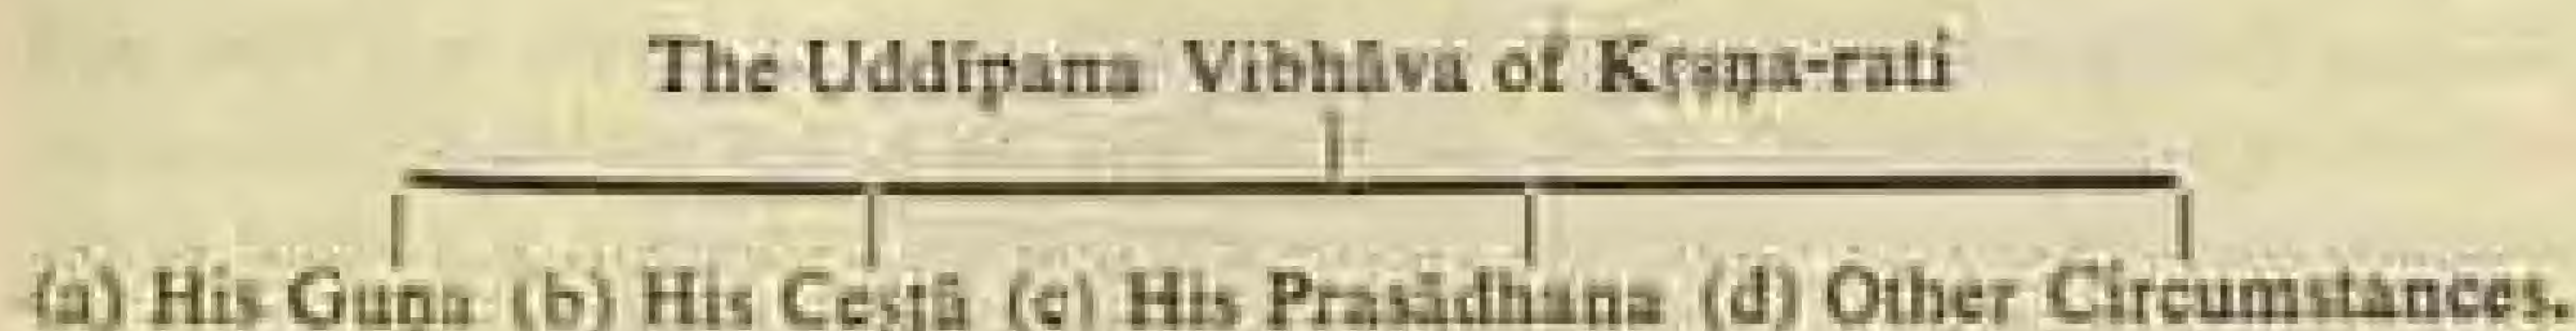 The Uddīpana Vibhāva of Kṛṣṇa-rati
(a) His Guṇa (b) His Ceṣṭā (c) His Prasādhana (d) Other Circumstances.